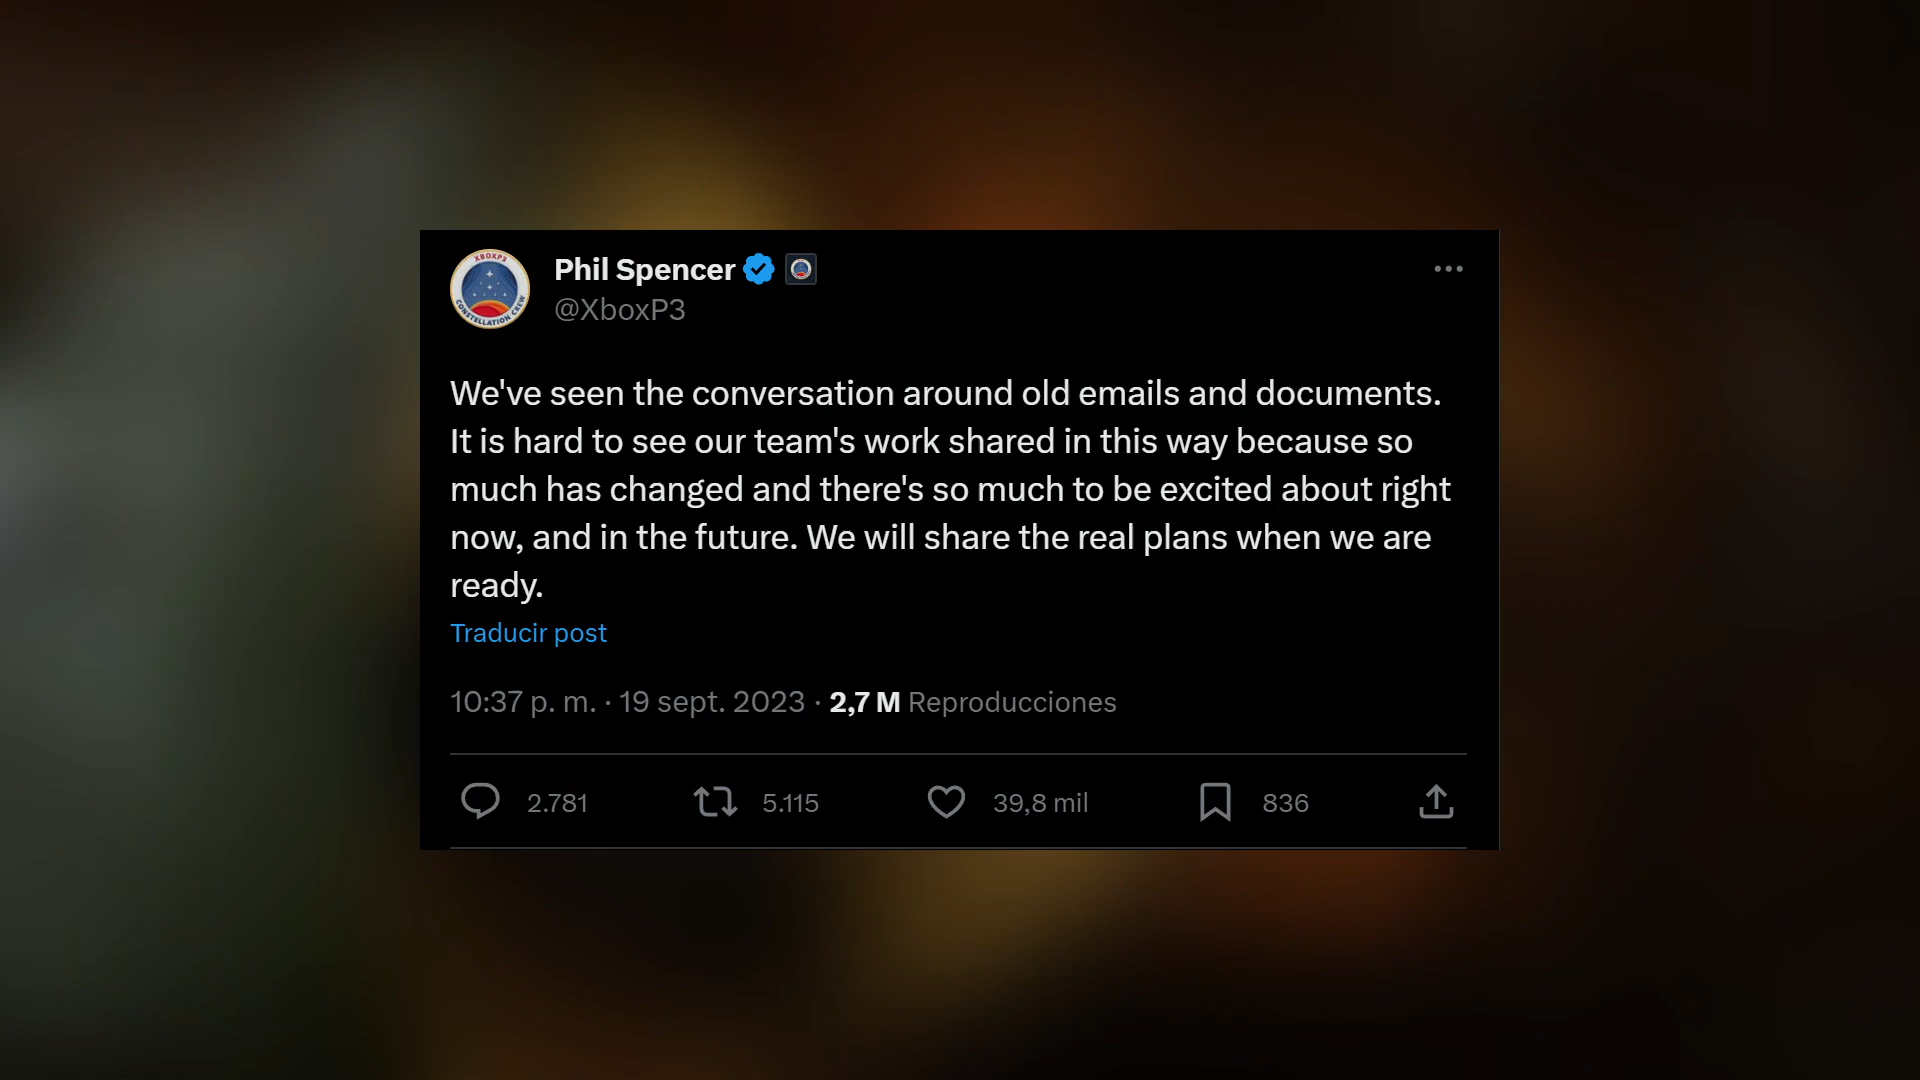 XBOXP3
CONSTELLATION CREW
Phil Spencer
@XboxP3
We've seen the conversation around old emails and documents.
It is hard to see our team's work shared in this way because so
much has changed and there's so much to be excited about right
now, and in the future. We will share the real plans when we are
ready.
Traducir post
10:37 p. m. · 19 sept. 2023 · 2,7 M Reproducciones
2.781 5.115 39,8 mil 836